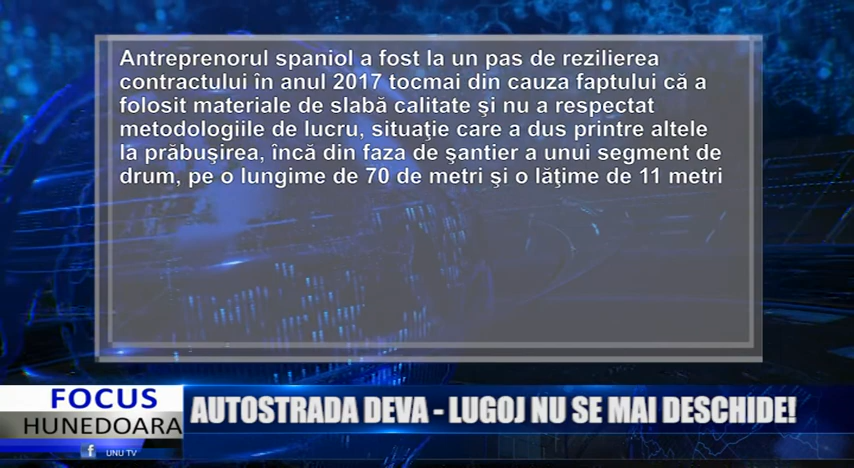 Antreprenorul spaniol a fost la un pas de rezilierea
contractului în anul 2017 tocmai din cauza faptului că a
folosit materiale de slabă calitate şi nu a respectat
metodologiile de lucru, situaţie care a dus printre altele
la prăbuşirea, încă din faza de şantier a unui segment de
drum, pe o lungime de 70 de metri şi o lăţime de 11 metri
FOCUS
HUNEDOARA
AUTOSTRADA DEVA - LUGOJ NU SE MAI DESCHIDE!
f UNU TV